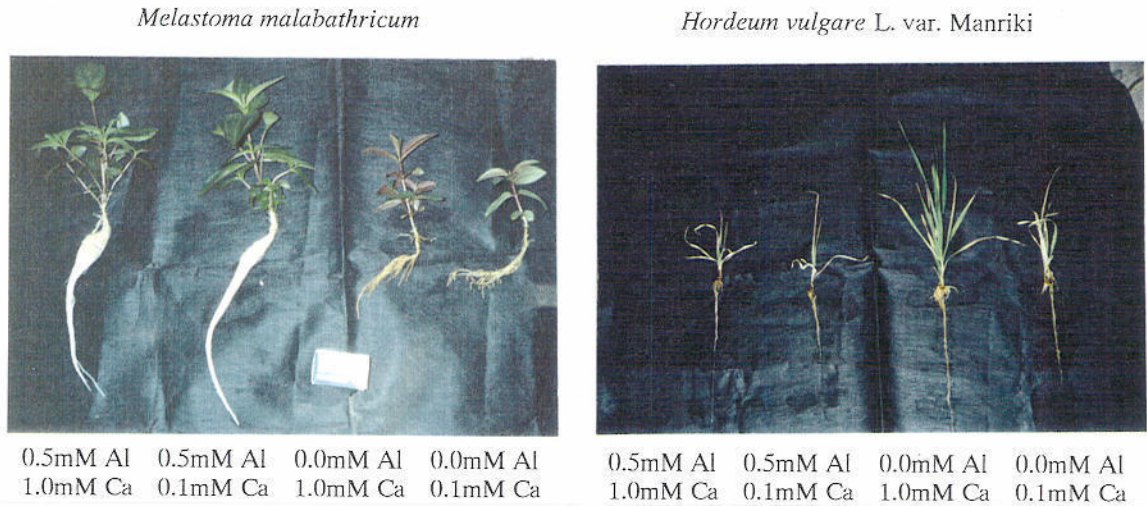 Melastoma malabathricum
Hordeum vulgare L. var. Manriki
0.5mM Al 0.5mM Al 0.0mM Al 0.0mM Al
1.0mM Ca 0.1mM Ca 1.0mM Ca 0.1mM Ca
0.5mM Al 0.5mM Al 0.0mM Al 0.0mM Al
1.0mM Ca 0.1mM Ca 1.0mM Ca 0.1mM Ca